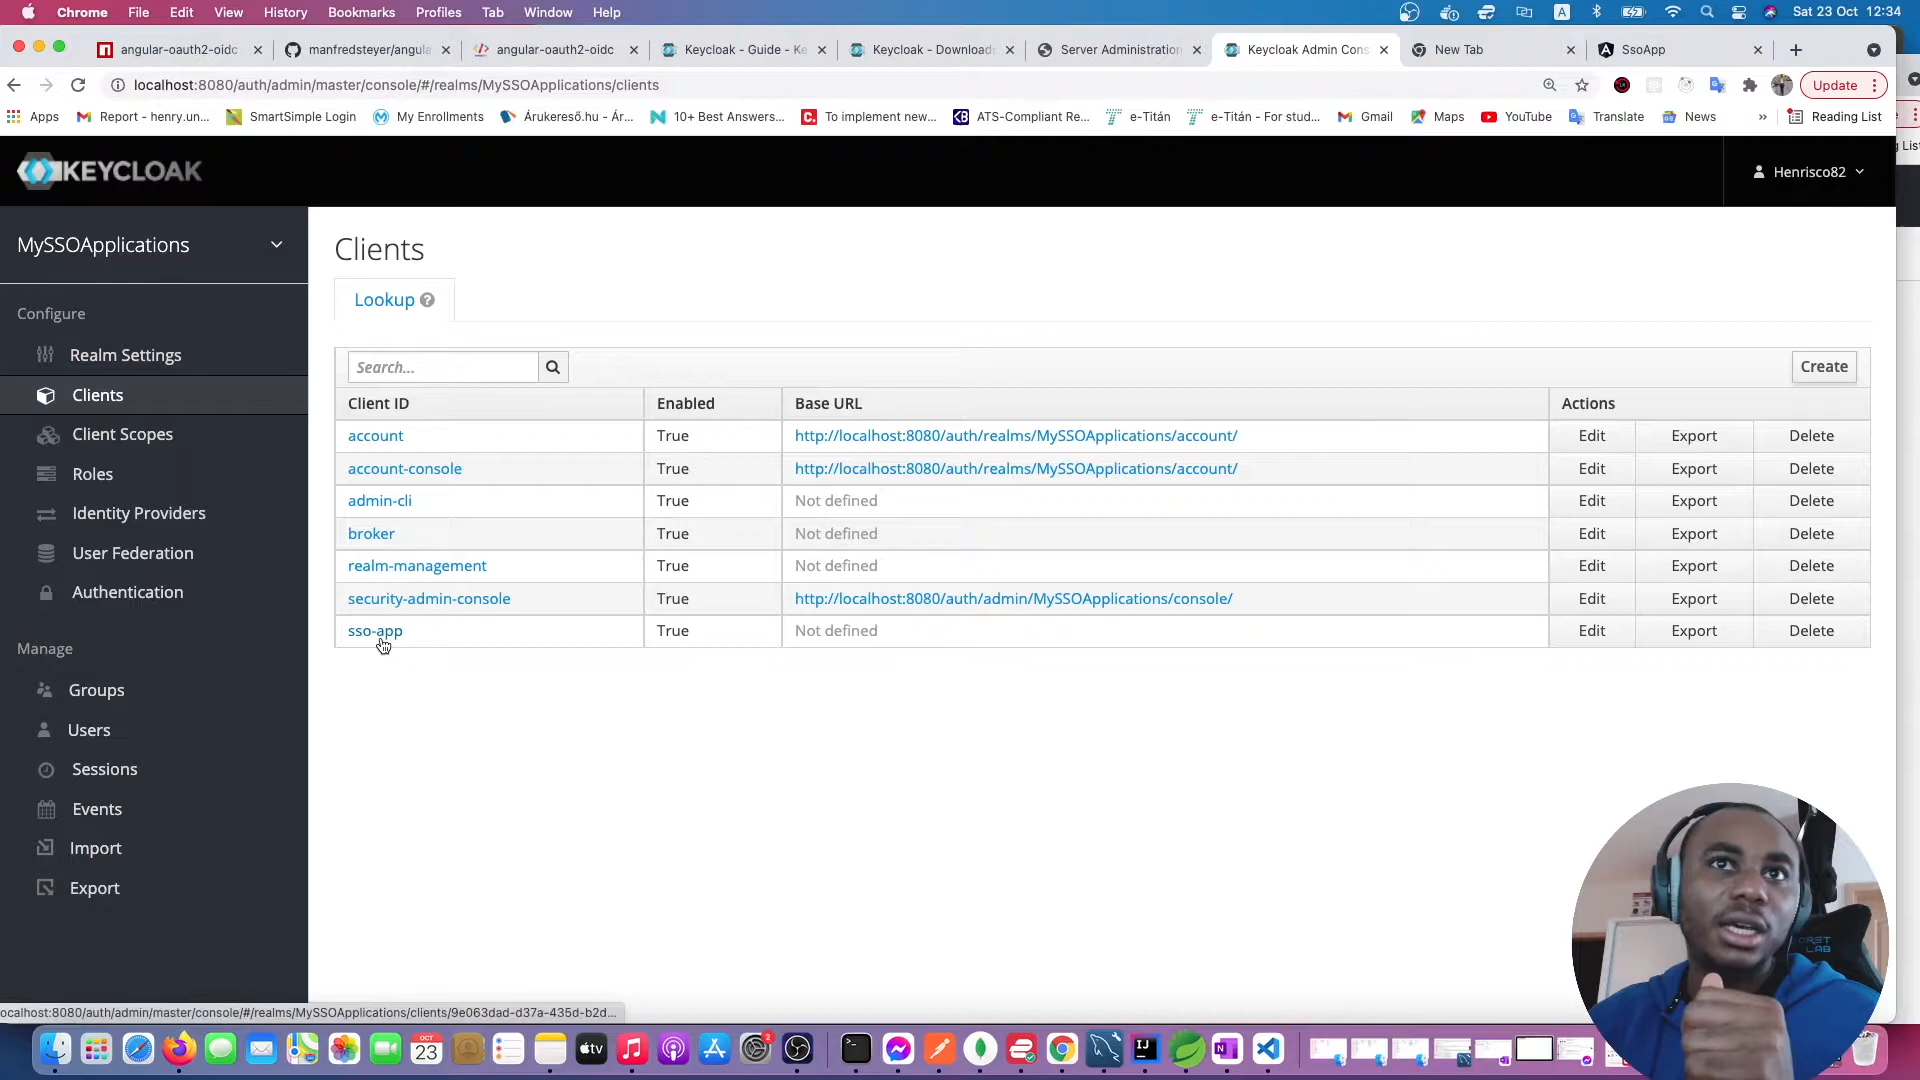 Chrome File Edit View History Bookmarks Profiles Tab Window Help A Sat 23 Oct 12:34
angular-oauth2-oidc manfredsteyer/angula angular-oauth2-oidc Keycloak - Guide - Ke Keycloak - Downloads Server Administration Keycloak Admin Cons New Tab SsoApp
localhost:8080/auth/admin/master/console/#/realms/MySSOApplications/clients Update
Apps Report - henry.un... SmartSimple Login My Enrollments Árukereső.hu - Ár... 10+ Best Answers... To implement new... ATS-Compliant Re... e-Titán e-Titán - For stud... Gmail Maps YouTube Translate News » Reading List
KEYCLOAK Henrisco82
MySSOApplications
Configure
Realm Settings
Clients
Client Scopes
Roles
Identity Providers
User Federation
Authentication
Manage
Groups
Users
Sessions
Events
Import
Export
Clients
Lookup ?
Search... Create
Client ID Enabled Base URL Actions
account True http://localhost:8080/auth/realms/MySSOApplications/account/ Edit Export Delete
account-console True http://localhost:8080/auth/realms/MySSOApplications/account/ Edit Export Delete
admin-cli True Not defined Edit Export Delete
broker True Not defined Edit Export Delete
realm-management True Not defined Edit Export Delete
security-admin-console True http://localhost:8080/auth/admin/MySSOApplications/console/ Edit Export Delete
sso-app True Not defined Edit Export Delete
ocalhost:8080/auth/admin/master/console/#/realms/MySSOApplications/clients/9e063dad-d37a-435d-b2d...
OCT
23
tv
2
IJ
N